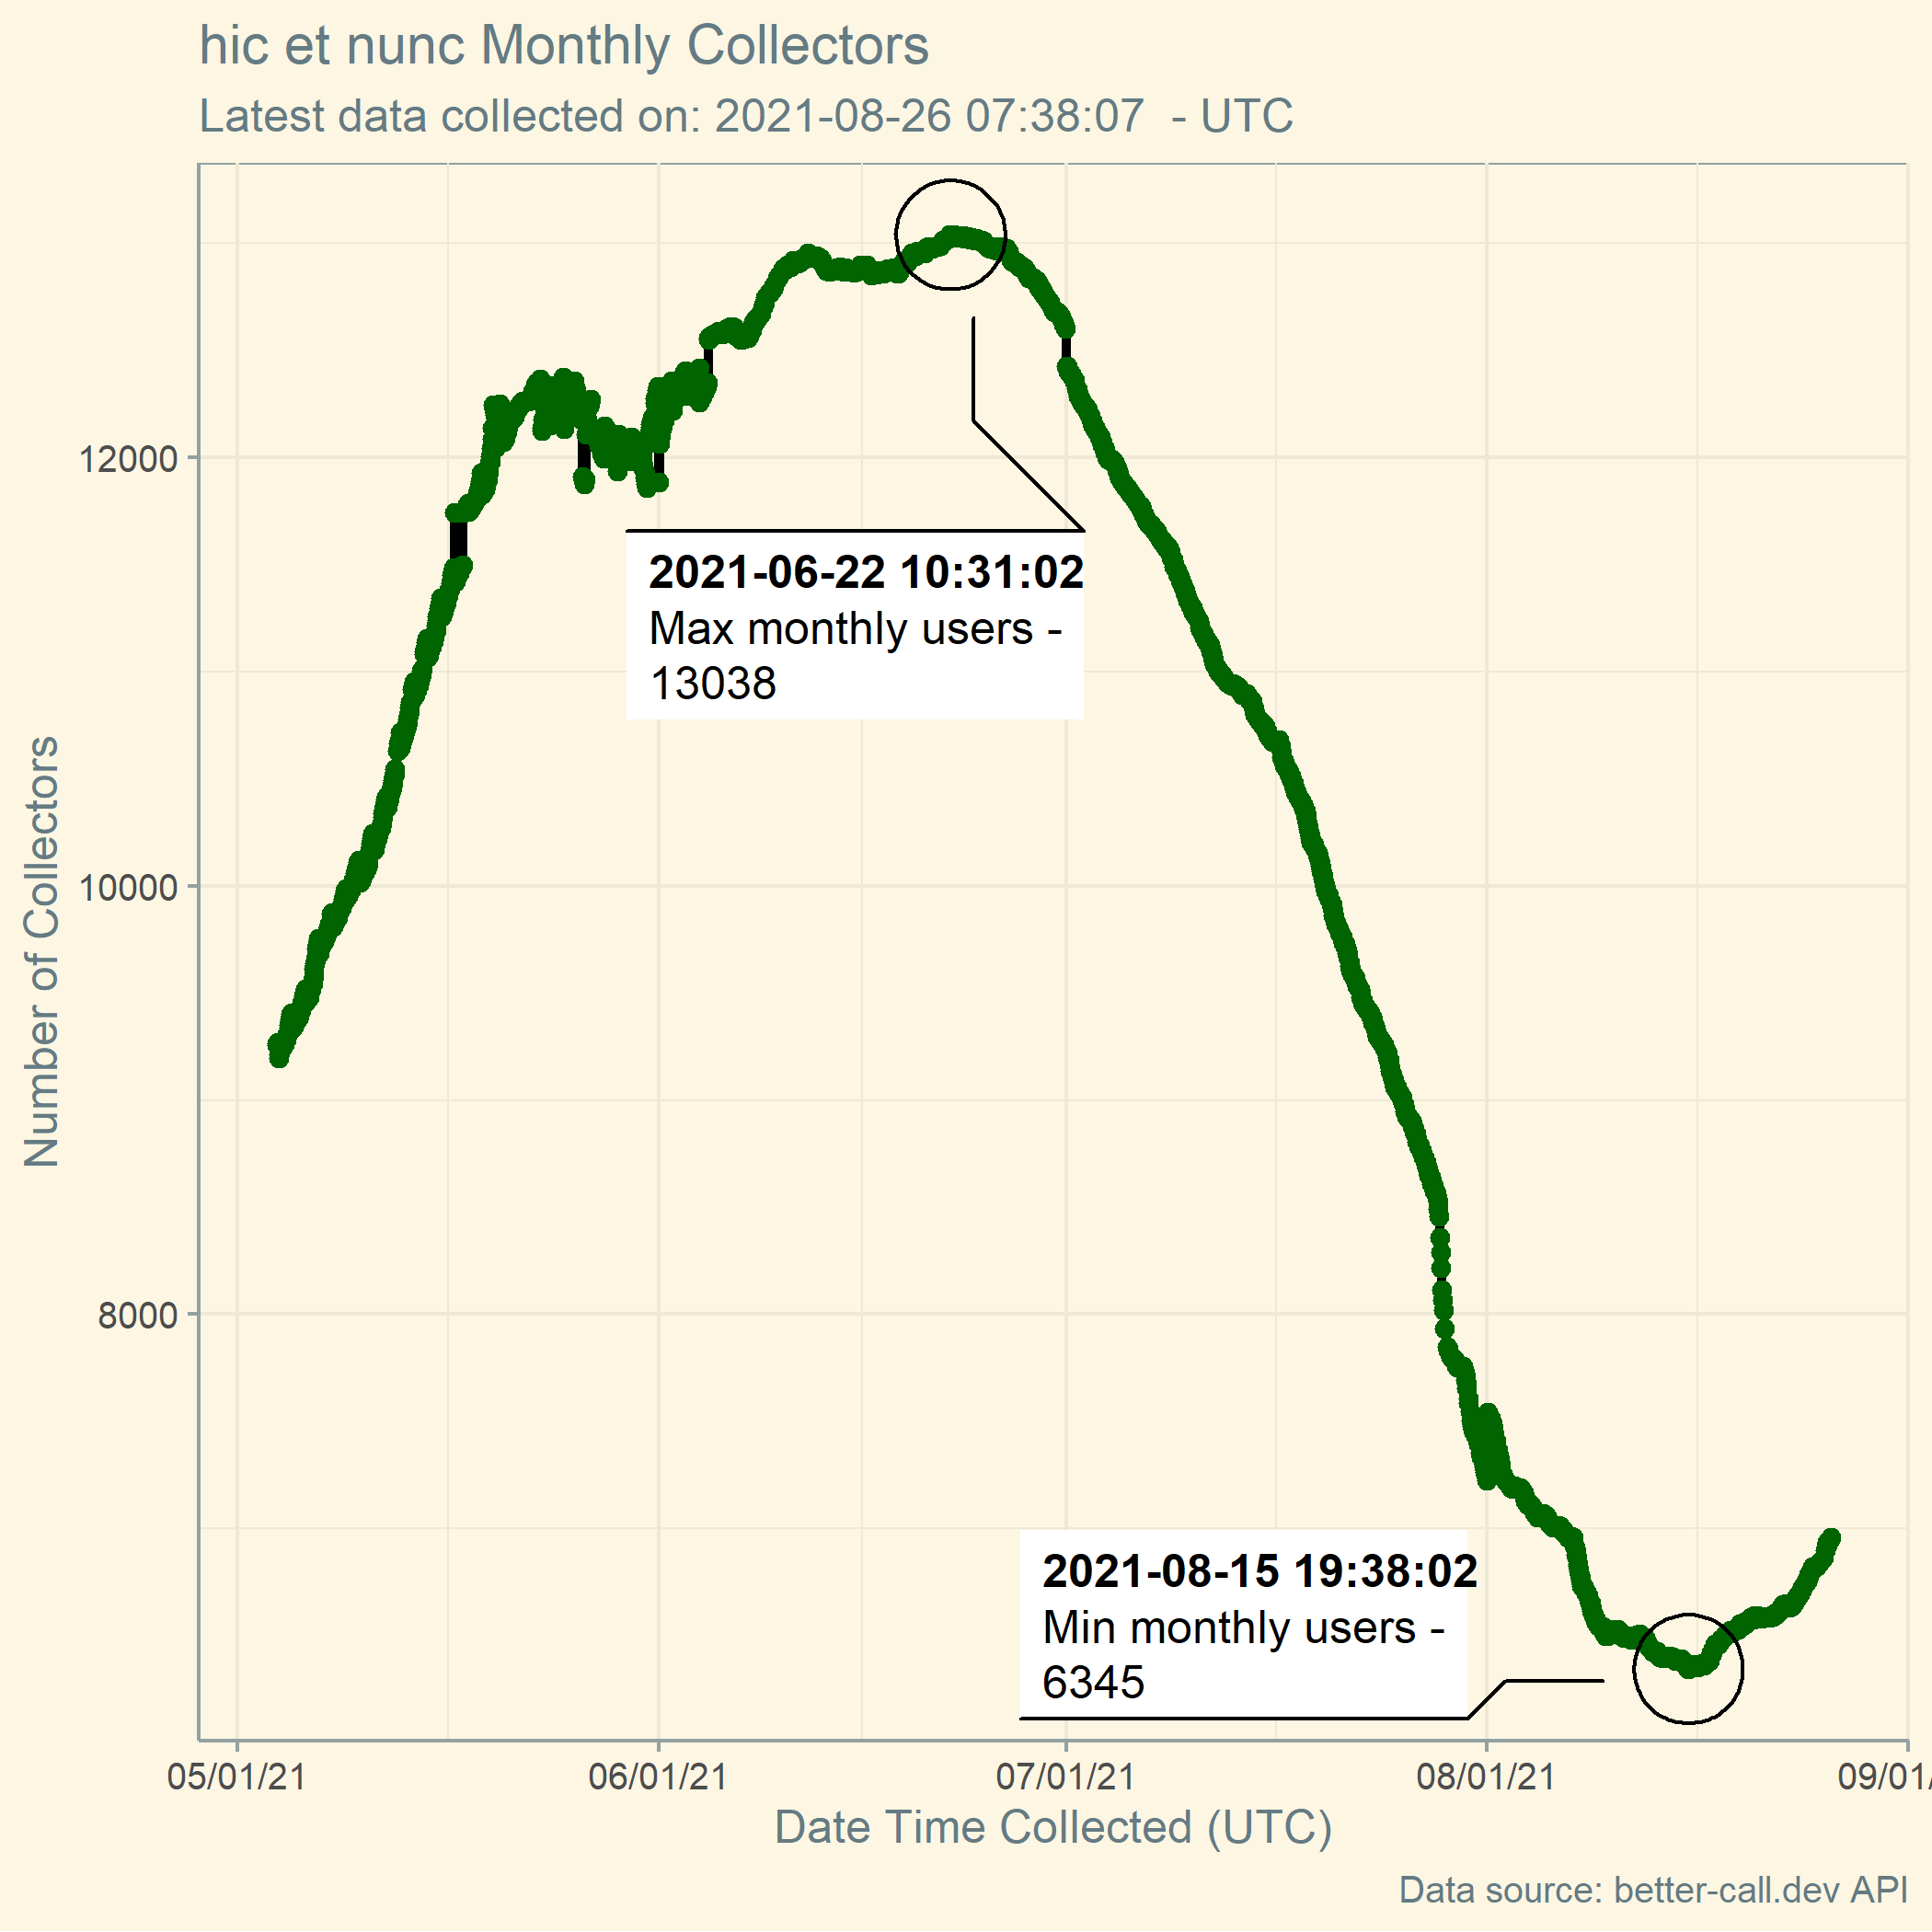 hic et nunc Monthly Collectors
Latest data collected on: 2021-08-26 07:38:07 - UTC
Number of Collectors
12000
10000
8000
2021-06-22 10:31:02
Max monthly users -
13038
2021-08-15 19:38:02
Min monthly users -
6345
05/01/21 06/01/21 07/01/21 08/01/21 09/01/
Date Time Collected (UTC)
Data source: better-call.dev API